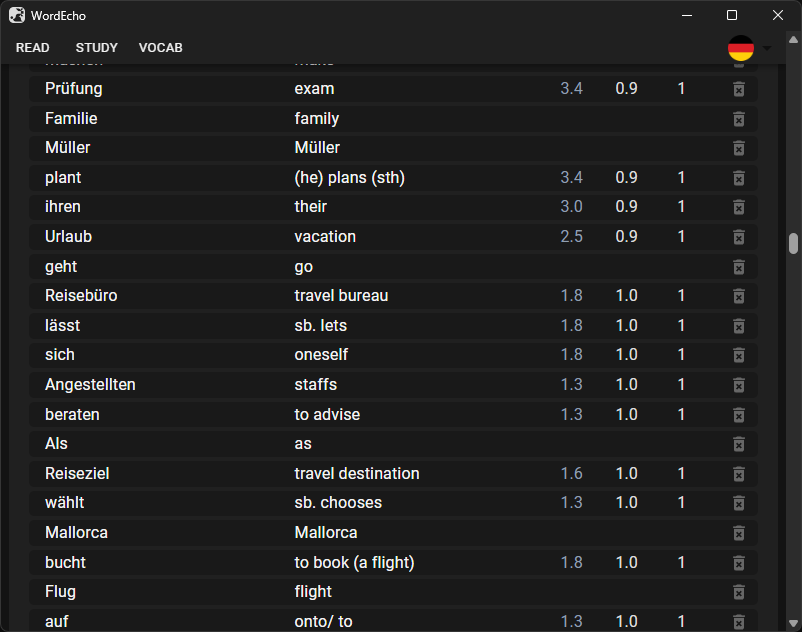 WordEcho
READ STUDY VOCAB
Prüfung exam 3.4 0.9 1
Familie family
Müller Müller
plant (he) plans (sth) 3.4 0.9 1
ihren their 3.0 0.9 1
Urlaub vacation 2.5 0.9 1
geht go
Reisebüro travel bureau 1.8 1.0 1
lässt sb. lets 1.8 1.0 1
sich oneself 1.8 1.0 1
Angestellten staffs 1.3 1.0 1
beraten to advise 1.3 1.0 1
Als as
Reiseziel travel destination 1.6 1.0 1
wählt sb. chooses 1.3 1.0 1
Mallorca Mallorca
bucht to book (a flight) 1.8 1.0 1
Flug flight
auf onto/ to 1.3 1.0 1